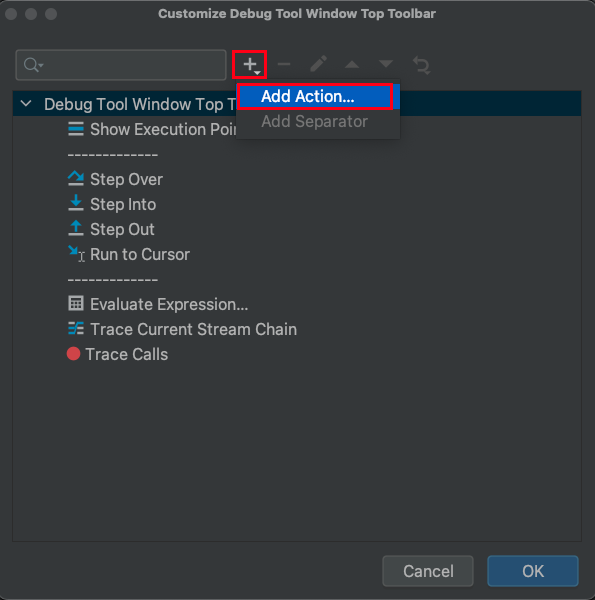 Customize Debug Tool Window Top Toolbar
Add Action...
Debug Tool Window Top T
Add Separator
Show Execution Poi
-------------
Step Over
Step Into
Step Out
Run to Cursor
-------------
Evaluate Expression...
Trace Current Stream Chain
Trace Calls
Cancel
OK